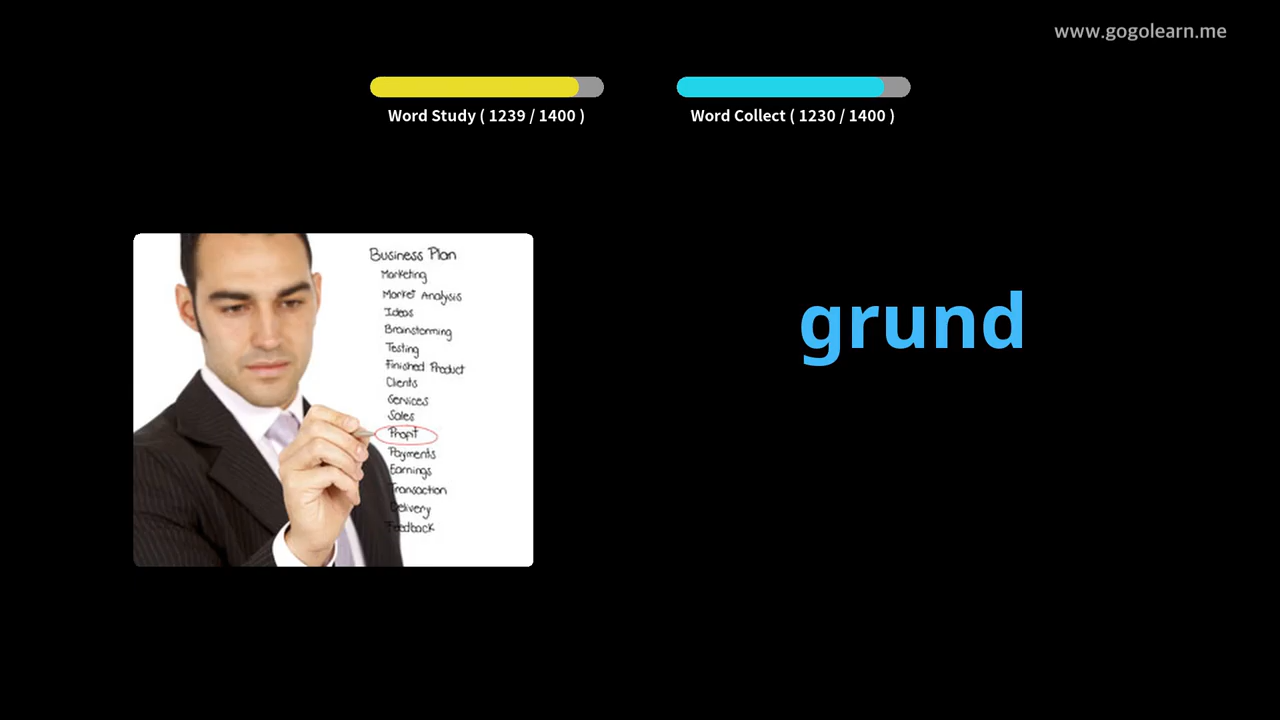 www.gogolearn.me
Word Study ( 1239 / 1400 )
Word Collect ( 1230 / 1400 )
Business Plan
Marketing
Market Analysis
Ideas
Brainstorming
Testing
Finished Product
Clients
Services
Sales
Profit
Payments
Earnings
Transaction
Delivery
Feedback
grund